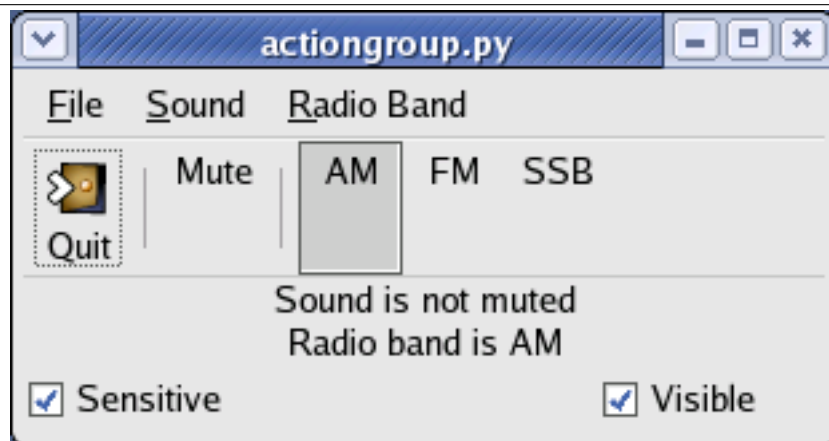 actiongroup.py
File Sound Radio Band
Mute AM FM SSB
Quit
Sound is not muted
Radio band is AM
Sensitive Visible